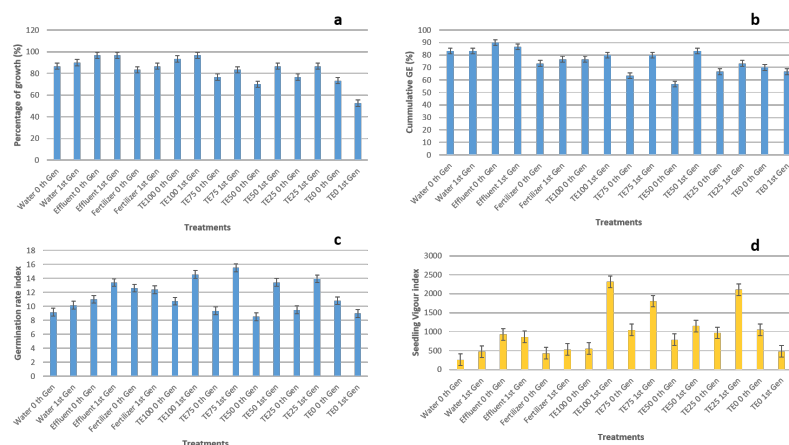 a
Percentage of growth (%)
120
100
80
60
40
20
0
Water 0 th Gen
Water 1st Gen
Effluent 0 th Gen
Effluent 1st Gen
Fertilizer 0 th Gen
Fertilizer 1st Gen
TE100 0 th Gen
TE100 1st Gen
TE75 0 th Gen
TE75 1st Gen
TE50 0 th Gen
TE50 1st Gen
TE25 0 th Gen
TE25 1st Gen
TE0 0 th Gen
TE0 1st Gen
Treatments
b
Cummulative GE (%)
100
90
80
70
60
50
40
30
20
10
0
Water 0 th Gen
Water 1st Gen
Effluent 0 th Gen
Effluent 1st Gen
Fertilizer 0 th Gen
Fertilizer 1st Gen
TE100 0 th Gen
TE100 1st Gen
TE75 0 th Gen
TE75 1st Gen
TE50 0 th Gen
TE50 1st Gen
TE25 0 th Gen
TE25 1st Gen
TE0 0 th Gen
TE0 1st Gen
Treatments
c
Germination rate index
18
16
14
12
10
8
6
4
2
0
Water 0 th Gen
Water 1st Gen
Effluent 0 th Gen
Effluent 1st Gen
Fertilizer 0 th Gen
Fertilizer 1st Gen
TE100 0 th Gen
TE100 1st Gen
TE75 0 th Gen
TE75 1st Gen
TE50 0 th Gen
TE50 1st Gen
TE25 0 th Gen
TE25 1st Gen
TE0 0 th Gen
TE0 1st Gen
Treatments
d
Seedling Vigour index
3000
2500
2000
1500
1000
500
0
Water 0 th Gen
Water 1st Gen
Effluent 0 th Gen
Effluent 1st Gen
Fertilizer 0 th Gen
Fertilizer 1st Gen
TE100 0 th Gen
TE100 1st Gen
TE75 0 th Gen
TE75 1st Gen
TE50 0 th Gen
TE50 1st Gen
TE25 0 th Gen
TE25 1st Gen
TE0 0 th Gen
TE0 1st Gen
Treatments